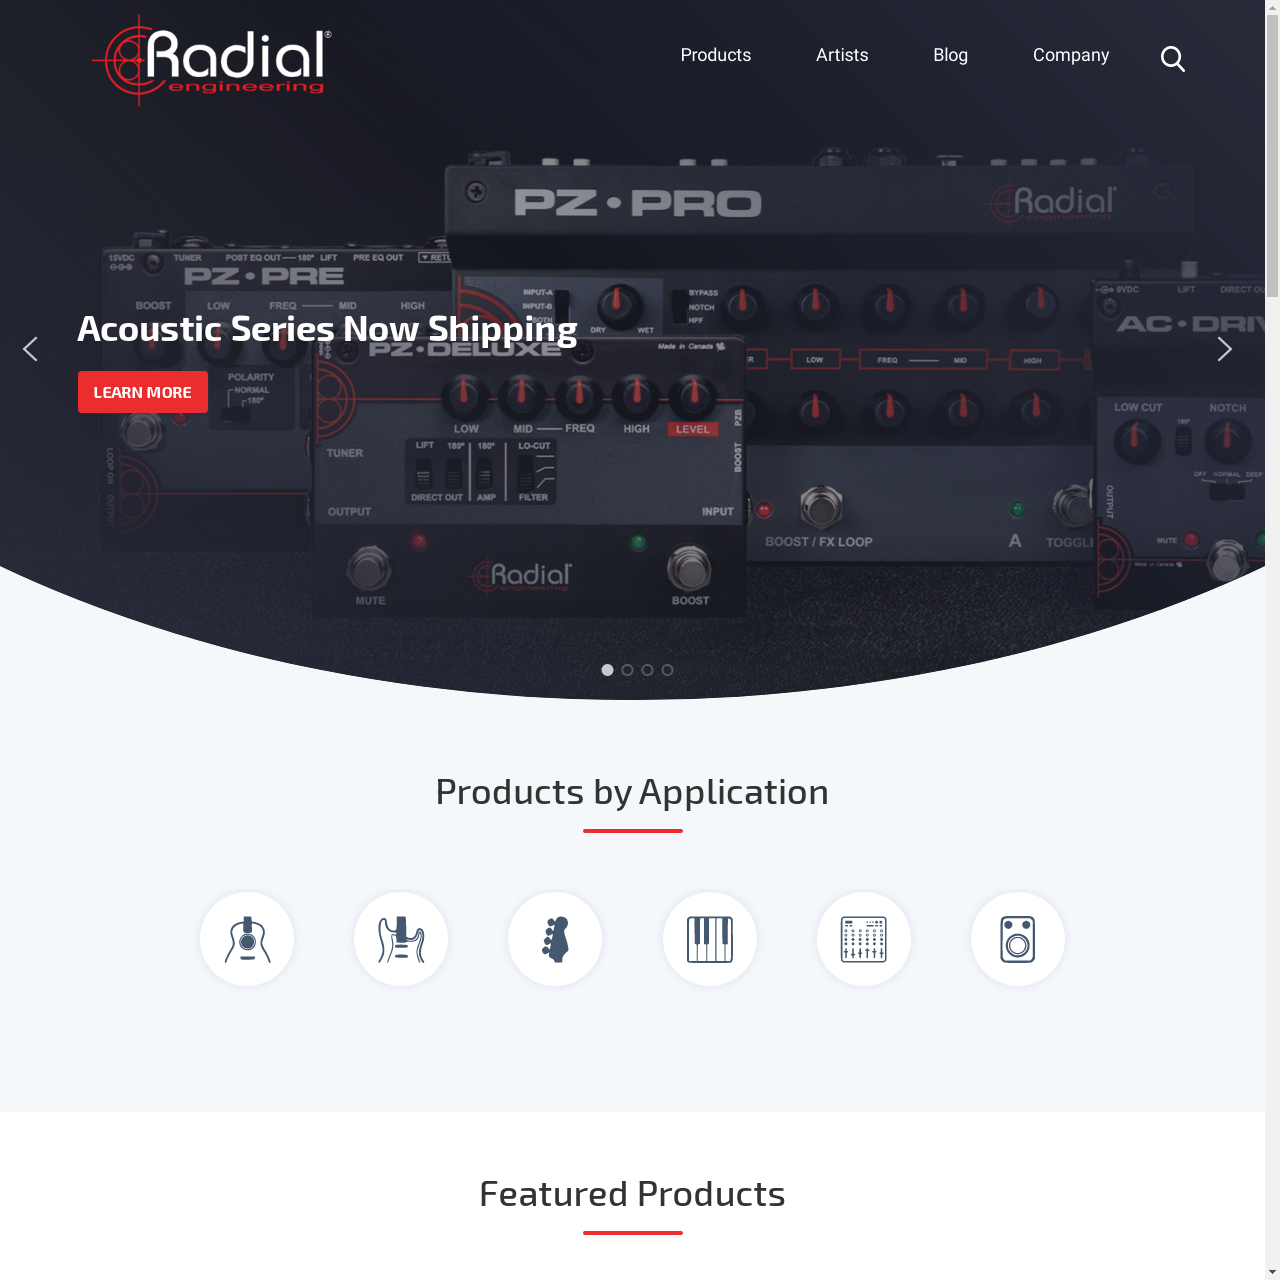 Radial®
engineering
Products
Artists
Blog
Company
PZ·PRO
Radial
engineering
15VDC
TUNER
POST EQ OUT
180°
LIFT
PRE EQ OUT
PZ·PRE
BOOST
LOW
FREQ
MID
HIGH
INPUT-A
INPUT-B
BOTH
DRY
WET
BYPASS
NOTCH
HPF
9VDC
LIFT
AC·DRIV
Acoustic Series Now Shipping
LEARN MORE
PZ·DELUXE
Made in Canada
LOW
FREQ
MID
HIGH
POLARITY
NORMAL
180°
LOW
MID
FREQ
HIGH
LEVEL
PZB
BOOST
LOW CUT
NOTCH
TUNER
LIFT
180°
180°
LO-CUT
DIRECT OUT
AMP
FILTER
LOOP ON
OUTPUT
OFF
NORMAL
DEEP
OUTPUT
INPUT
OUTPUT
BOOST / FX LOOP
A
TOGGLE
MUTE
Made in Canada
Radial
engineering
MUTE
BOOST
Products by Application
Featured Products